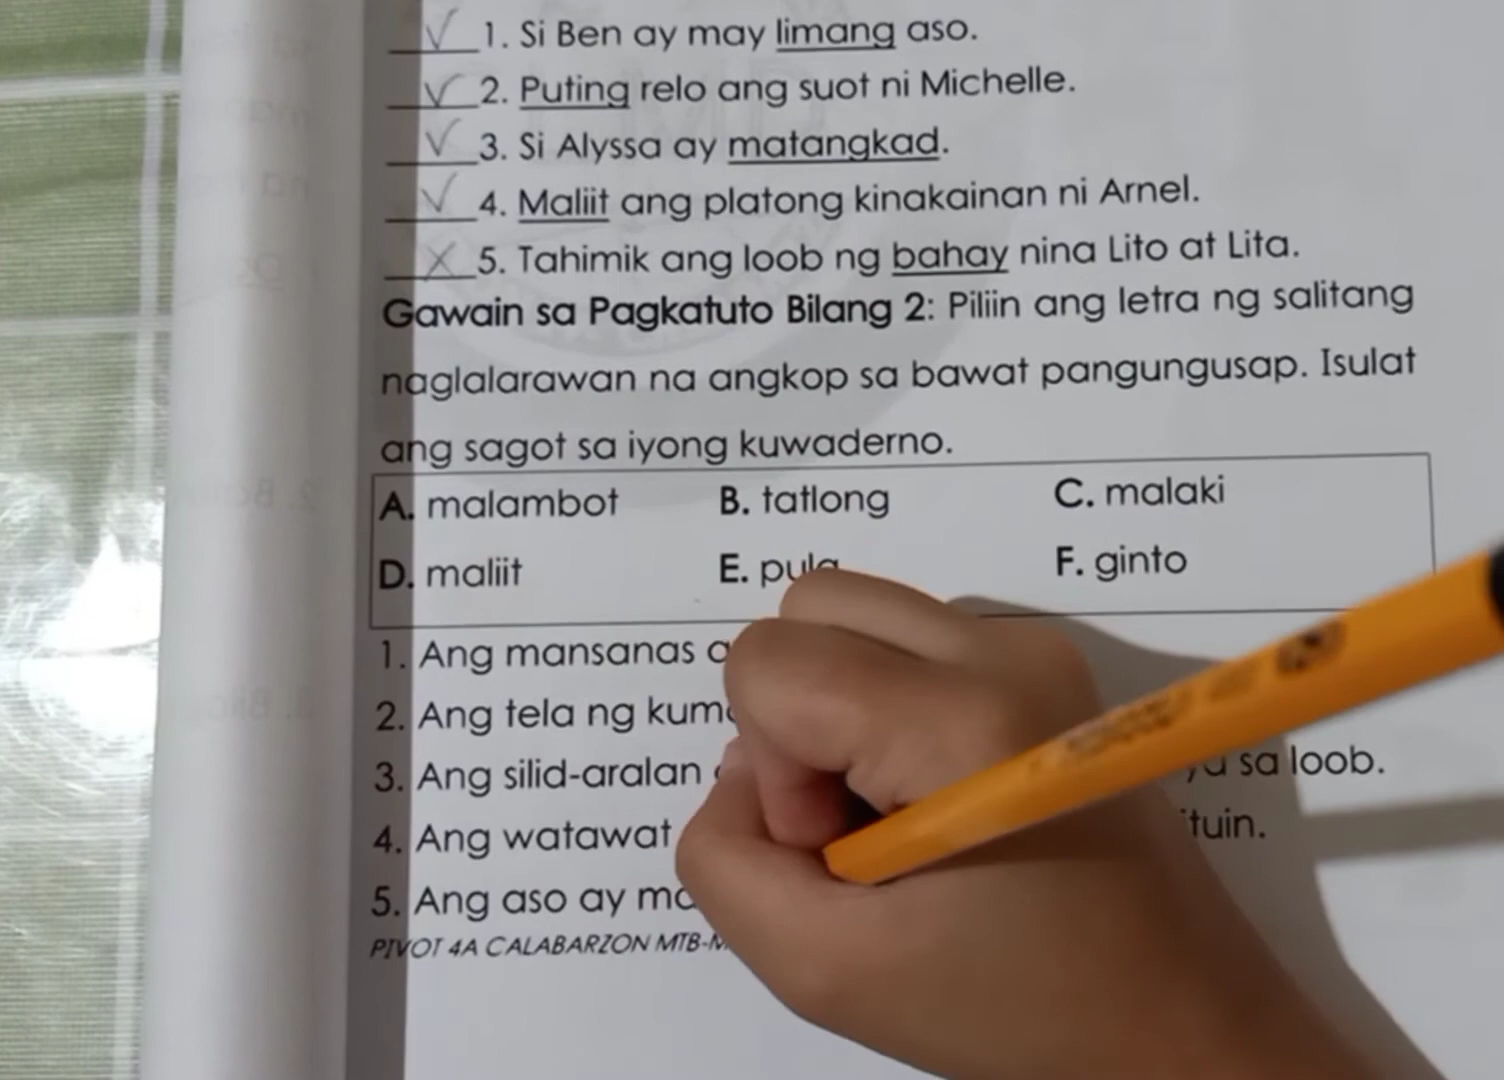 √ 1. Si Ben ay may limang aso.
√ 2. Puting relo ang suot ni Michelle.
√ 3. Si Alyssa ay matangkad.
√ 4. Maliit ang platong kinakainan ni Arnel.
X 5. Tahimik ang loob ng bahay nina Lito at Lita.
Gawain sa Pagkatuto Bilang 2: Piliin ang letra ng salitang
naglalarawan na angkop sa bawat pangungusap. Isulat
ang sagot sa iyong kuwaderno.
A. malambot B. tatlong C. malaki
D. maliit E. pula F. ginto
1. Ang mansanas
2. Ang tela ng
3. Ang silid-aralan sa loob.
4. Ang watawat
5. Ang aso ay
PIVOT 4A CALABARZON